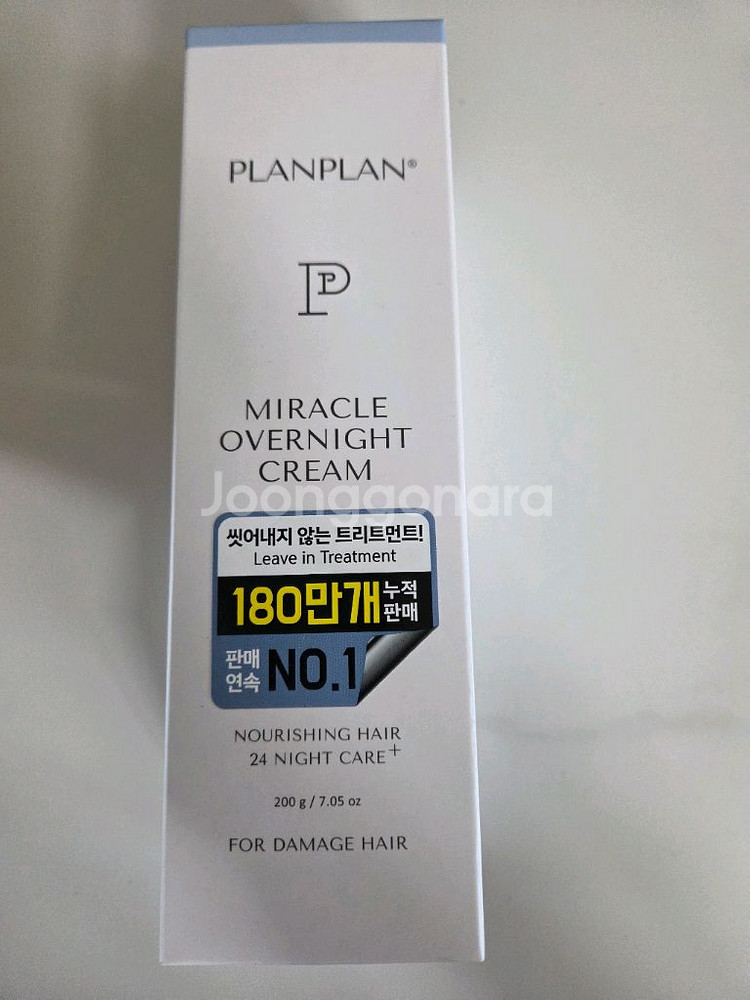 PLANPLAN®
P
MIRACLE
OVERNIGHT
CREAM
Joonggonara
씻어내지 않는 트리트먼트!
Leave in Treatment
180만개 누적 판매
판매 연속 NO.1
NOURISHING HAIR
24 NIGHT CARE+
200 g / 7.05 oz
FOR DAMAGE HAIR